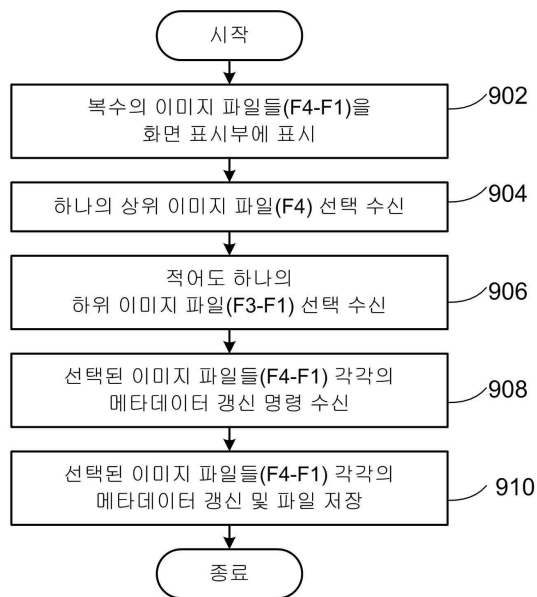 시작
복수의 이미지 파일들(F4-F1)을
화면 표시부에 표시
902
하나의 상위 이미지 파일(F4) 선택 수신
904
적어도 하나의
하위 이미지 파일(F3-F1) 선택 수신
906
선택된 이미지 파일들(F4-F1) 각각의
메타데이터 갱신 명령 수신
908
선택된 이미지 파일들(F4-F1) 각각의
메타데이터 갱신 및 파일 저장
910
종료